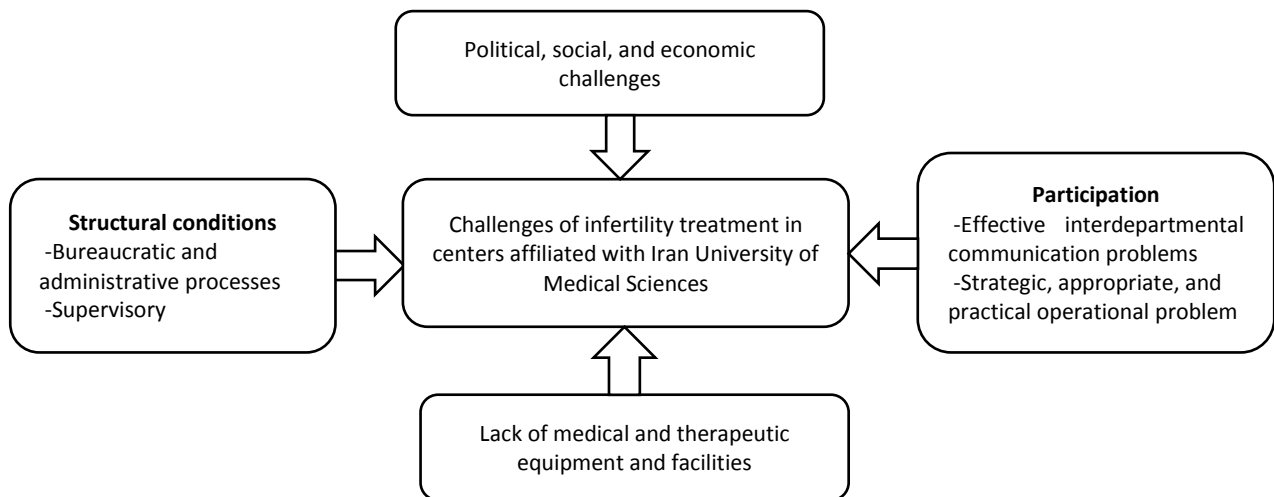 Political, social, and economic
challenges
Structural conditions
-Bureaucratic and
administrative processes
-Supervisory
Challenges of infertility treatment in
centers affiliated with Iran University of
Medical Sciences
Participation
-Effective interdepartmental
communication problems
-Strategic, appropriate, and
practical operational problem
Lack of medical and therapeutic
equipment and facilities